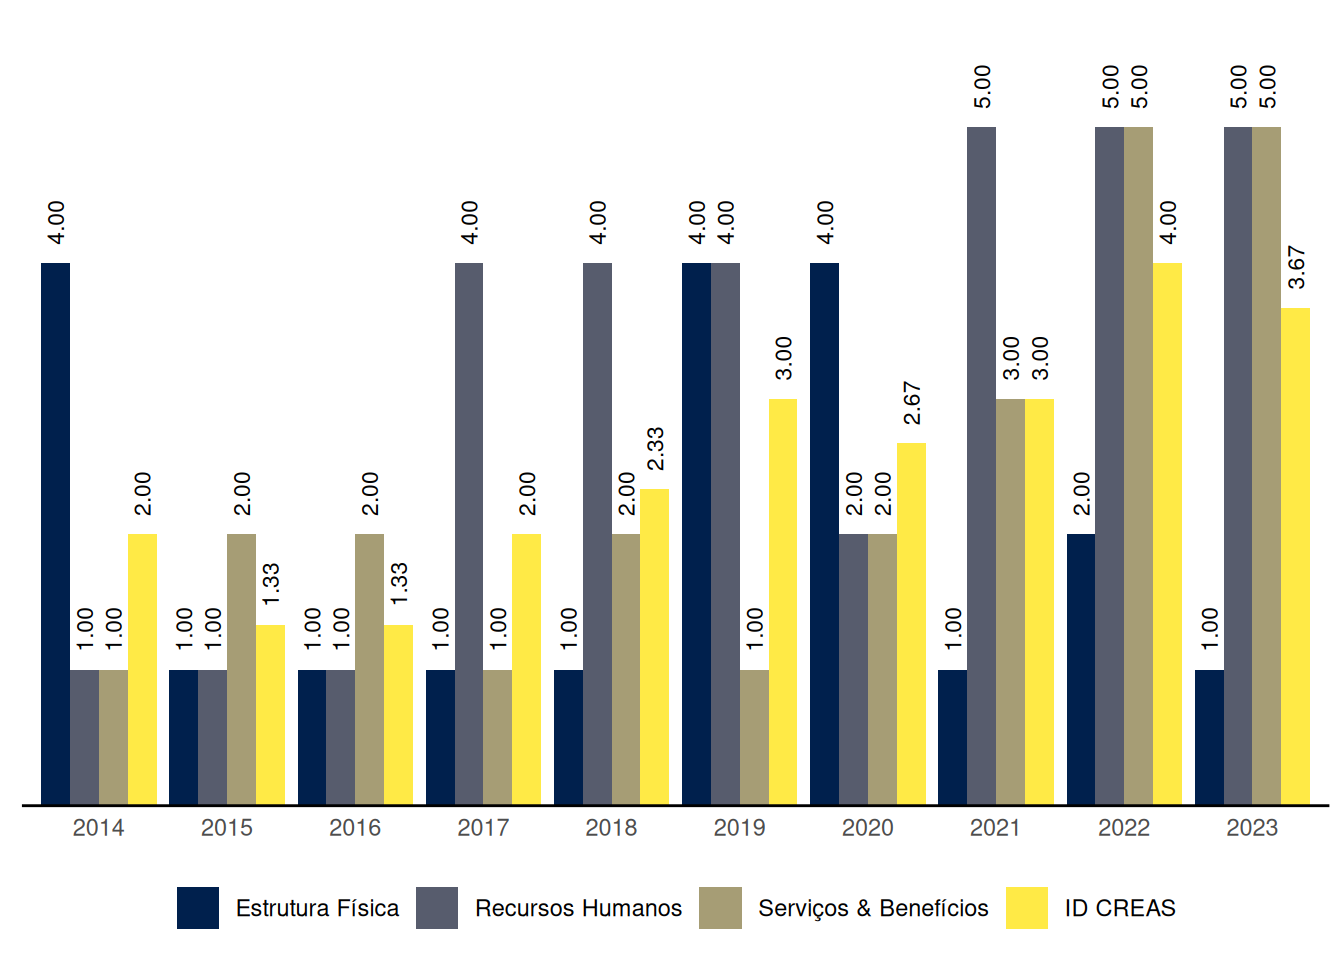 4.00 1.00 1.00 2.00
1.00 1.00 2.00 1.33
1.00 1.00 2.00 1.33
1.00 4.00 1.00 2.00
1.00 4.00 2.00 2.33
4.00 4.00 1.00 3.00
4.00 2.00 2.00 2.67
1.00 5.00 3.00 3.00
2.00 5.00 5.00 4.00
1.00 5.00 5.00 3.67
2014 2015 2016 2017 2018 2019 2020 2021 2022 2023
Estrutura Física Recursos Humanos Serviços & Benefícios ID CREAS